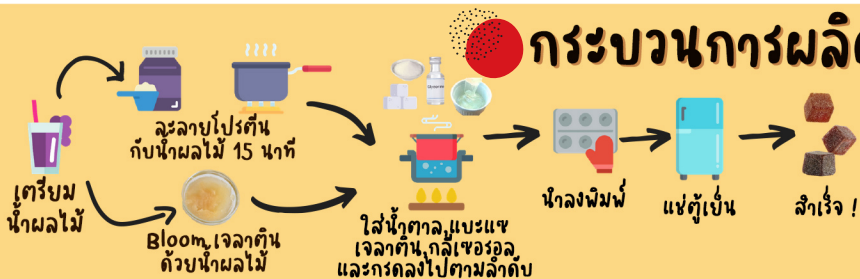 กระบวนการผลิต
ละลายโปรตีน
กับน้ำผลไม้ 15 นาที
เตรียม
น้ำผลไม้
Bloom เจลาติน
ด้วยน้ำผลไม้
ใส่น้ำตาล,แบะแซ
เจลาติน,กลีเซอรอล
และกรดลงไปตามลำดับ
นำลงพิมพ์
แช่ตู้เย็น
สำเร็จ !